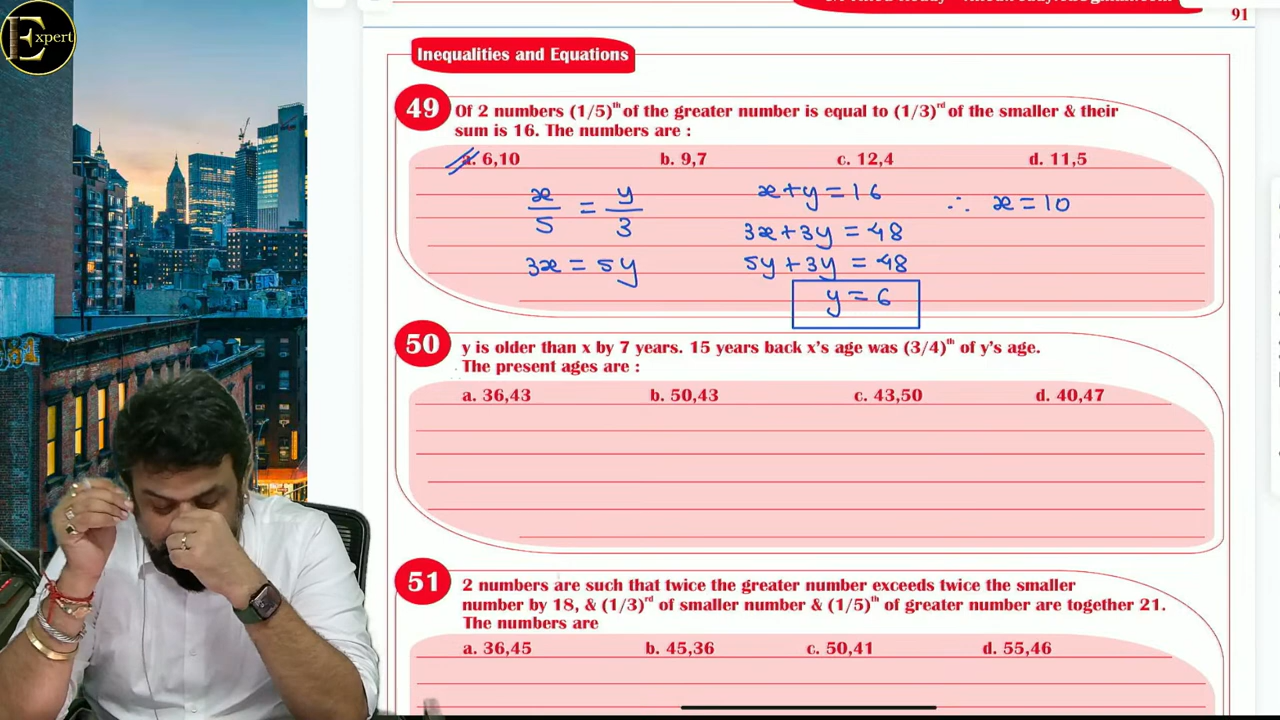 Expert
91
Inequalities and Equations
49 Of 2 numbers (1/5)th of the greater number is equal to (1/3)rd of the smaller & their
sum is 16. The numbers are :
a. 6,10 b. 9,7 c. 12,4 d. 11,5
x/5 = y/3
3x = 5y
x+y = 16
3x+3y = 48
5y+3y = 48
y = 6
∴ x = 10
50 y is older than x by 7 years. 15 years back x's age was (3/4)th of y's age.
The present ages are :
a. 36,43 b. 50,43 c. 43,50 d. 40,47
51 2 numbers are such that twice the greater number exceeds twice the smaller
number by 18, & (1/3)rd of smaller number & (1/5)th of greater number are together 21.
The numbers are
a. 36,45 b. 45,36 c. 50,41 d. 55,46